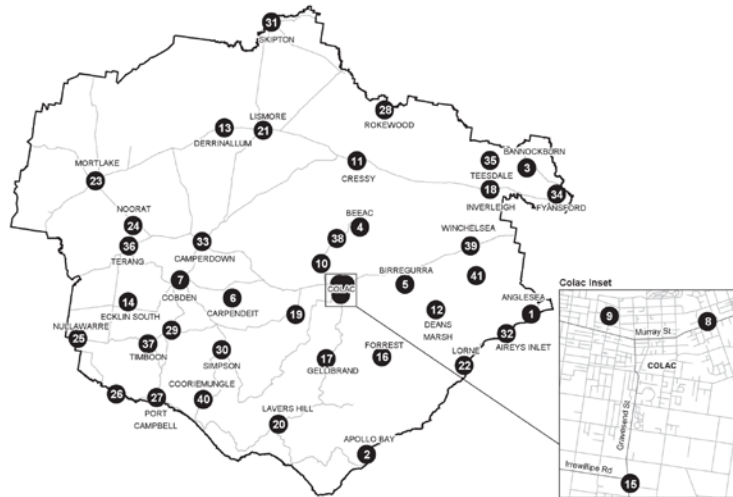 31
SKIPTON
28
ROKEWOOD
LISMORE
13
21
DERRINALLUM
BANNOCKBURN
35
3
11
CRESSY
TEESDALE
MORTLAKE
23
18
INVERLEIGH
34
FYANSFORD
NOORAT
24
BEEAC
4
WINCHELSEA
36
TERANG
33
CAMPERDOWN
38
39
10
41
7
COBDEN
COLAC
BIRREGURRA
5
Colac Inset
14
ECKLIN SOUTH
6
CARPENDEIT
19
12
DEANS
MARSH
ANGLESEA
1
9
8
Murray St
NULLAWARRE
25
37
29
TIMBOON
32
AIREYS INLET
30
SIMPSON
17
GELLIBRAND
FORREST
16
LORNE
22
COLAC
Gravesend St
26
27
PORT
CAMPBELL
COORIEMUNGLE
40
LAVERS HILL
20
APOLLO BAY
2
Irrewillipe Rd
15